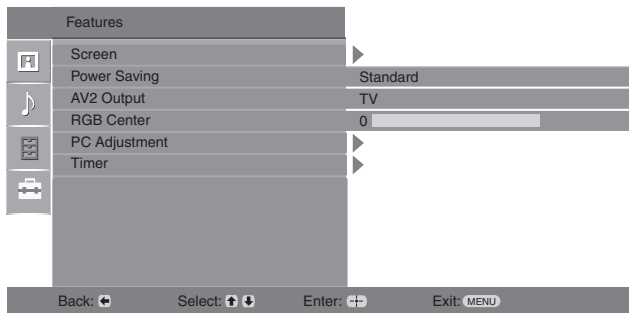 Features
Screen
Power Saving Standard
AV2 Output TV
RGB Center 0
PC Adjustment
Timer
Back: Select: Enter: Exit: MENU